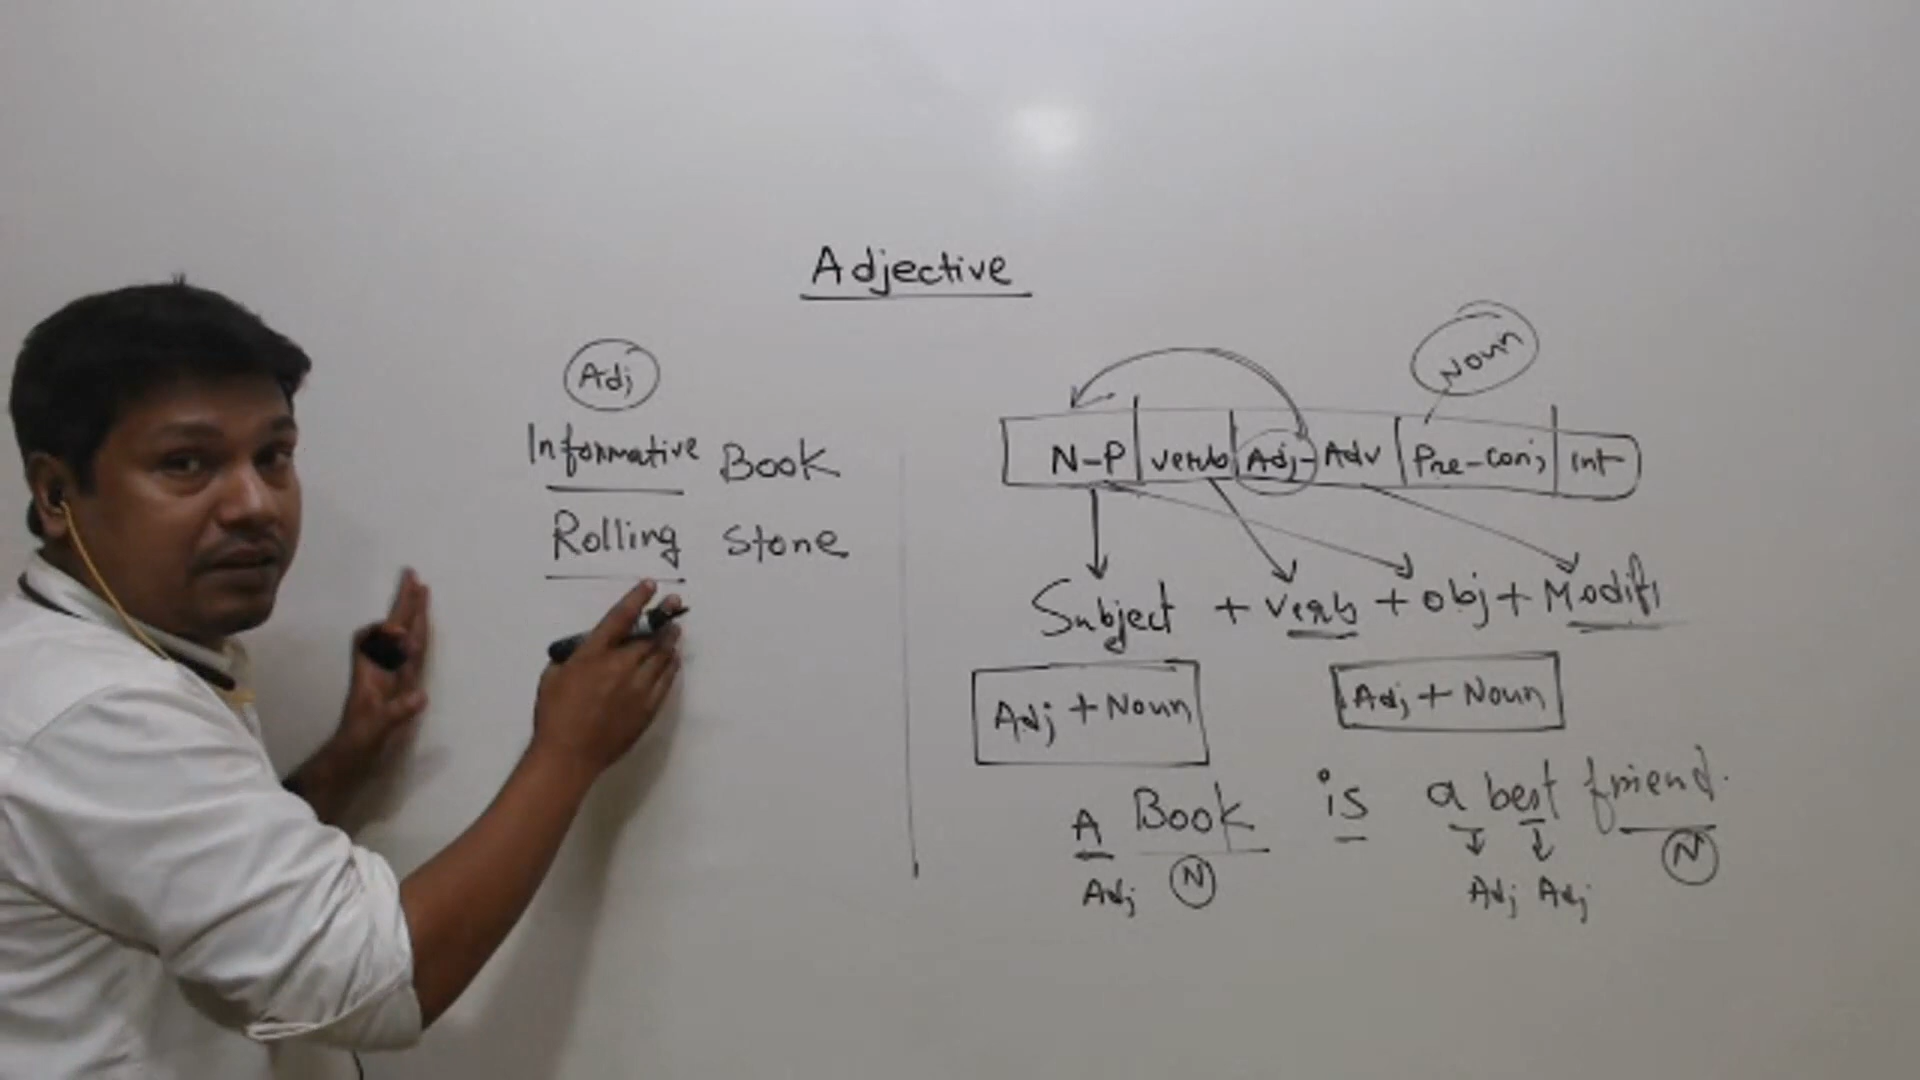 Adjective
Adj
Informative Book
Rolling Stone
Noun
N-P verb Adj- Adv Pre-Conj Int
Subject + Verb + Obj + Modifi
Adj + Noun
Adj + Noun
A Book is a best friend.
Adj N Adj Adj N